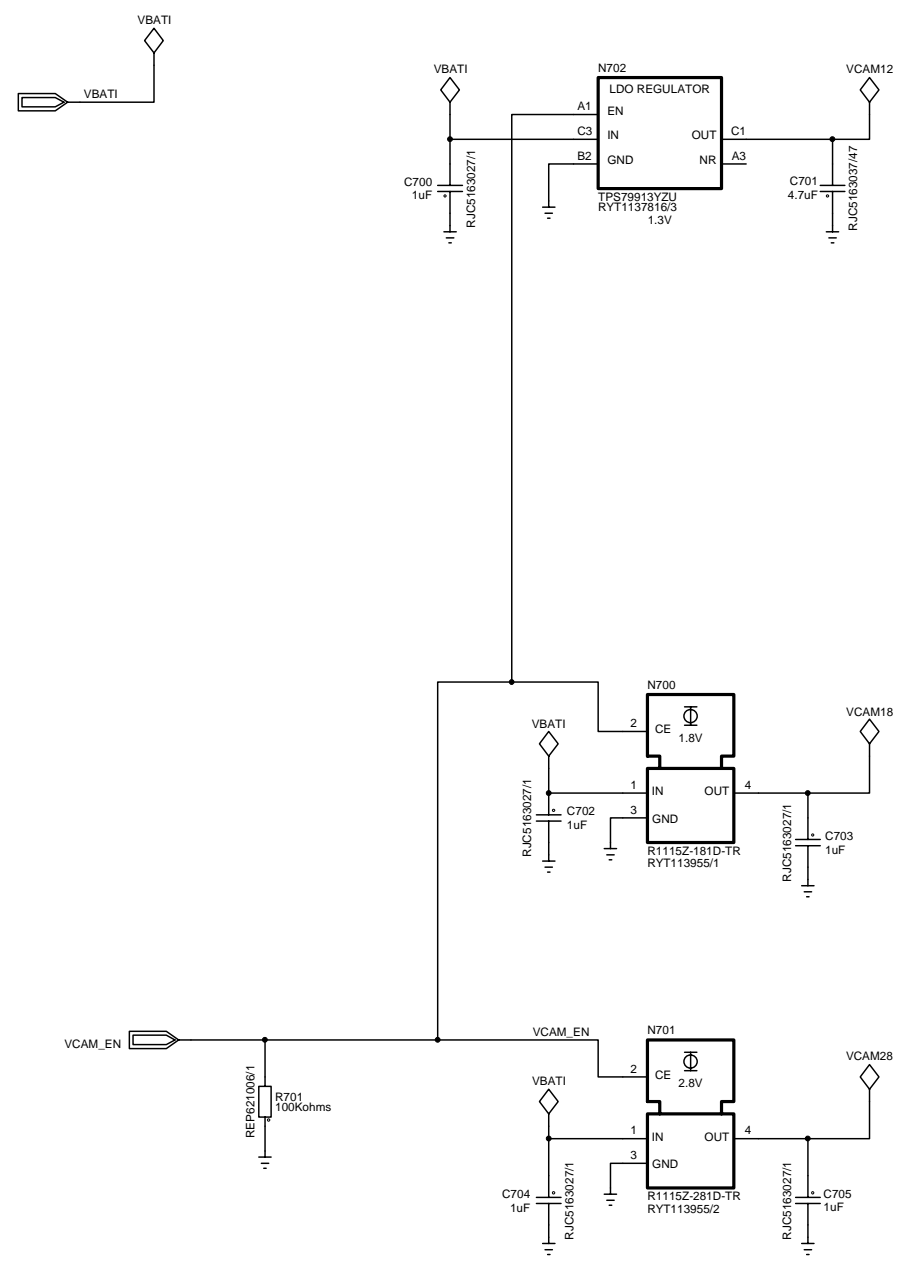 VBATI
VBATI
VBATI
N702
VCAM12
LDO REGULATOR
A1
EN
C3
IN
OUT
C1
B2
GND
NR
A3
C700
1uF
RJC5163027/1
C701
4.7uF
RJC5163037/47
TPS79913YZU
RYT1137816/3
1.3V
N700
VCAM18
VBATI
2
CE
1.8V
1
IN
OUT
4
3
GND
RJC5163027/1
C702
1uF
RJC5163027/1
C703
1uF
R1115Z-181D-TR
RYT113955/1
VCAM_EN
VCAM_EN
N701
VCAM28
2
CE
2.8V
REP621006/1
R701
100Kohms
VBATI
1
IN
OUT
4
3
GND
C704
1uF
RJC5163027/1
RJC5163027/1
C705
1uF
R1115Z-281D-TR
RYT113955/2